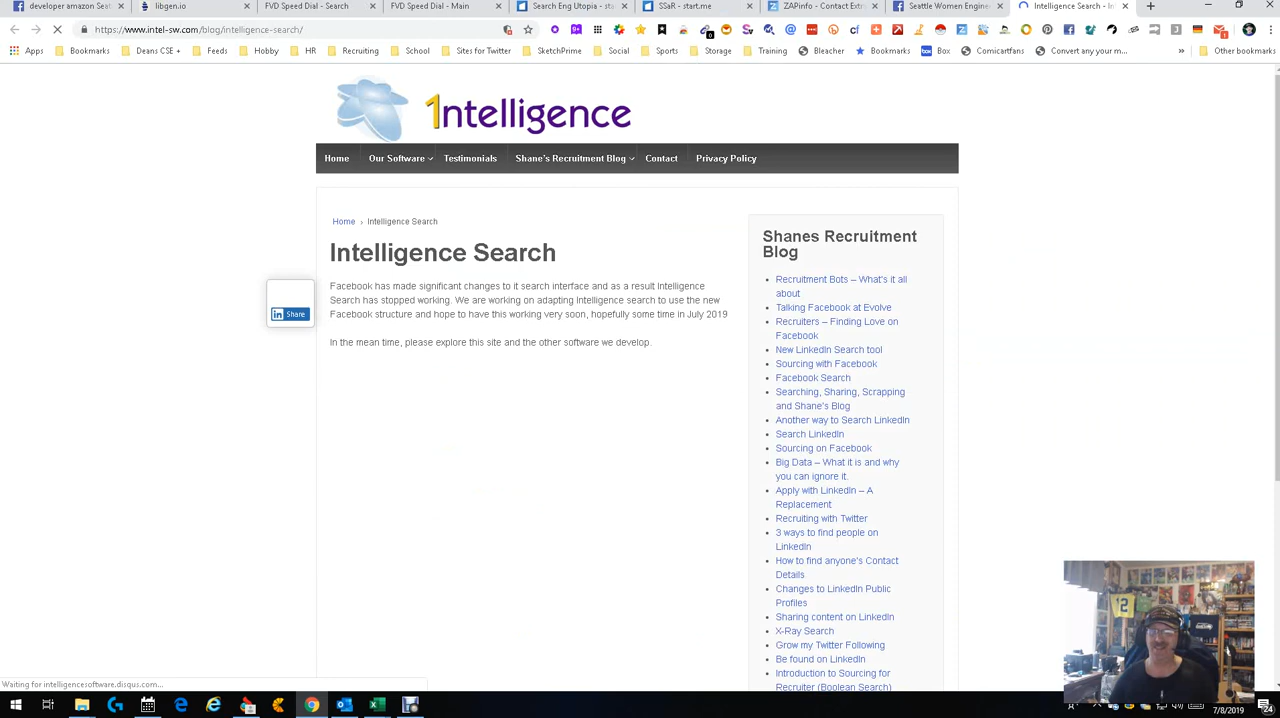 developer amazon Seat
libgen.io
FVD Speed Dial - Search
FVD Speed Dial - Main
Search Eng Utopia - star
SSaR - start.me
ZAPinfo - Contact Extra
Seattle Women Engineer
Intelligence Search - Int
https://www.intel-sw.com/blog/intelligence-search/
Apps
Bookmarks
Deans CSE +
Feeds
Hobby
HR
Recruiting
School
Sites for Twitter
SketchPrime
Social
Sports
Storage
Training
Bleacher
Bookmarks
Box
Comicartfans
Convert any your m...
»
Other bookmarks
1ntelligence
Home
Our Software
Testimonials
Shane's Recruitment Blog
Contact
Privacy Policy
Home › Intelligence Search
Intelligence Search
Facebook has made significant changes to it search interface and as a result Intelligence
Search has stopped working. We are working on adapting Intelligence search to use the new
Facebook structure and hope to have this working very soon, hopefully some time in July 2019
In the mean time, please explore this site and the other software we develop.
in Share
Shanes Recruitment
Blog
Recruitment Bots – What's it all
about
Talking Facebook at Evolve
Recruiters – Finding Love on
Facebook
New LinkedIn Search tool
Sourcing with Facebook
Facebook Search
Searching, Sharing, Scrapping
and Shane's Blog
Another way to Search LinkedIn
Search LinkedIn
Sourcing on Facebook
Big Data – What it is and why
you can ignore it.
Apply with LinkedIn – A
Replacement
Recruiting with Twitter
3 ways to find people on
LinkedIn
How to find anyone's Contact
Details
Changes to LinkedIn Public
Profiles
Sharing content on LinkedIn
X-Ray Search
Grow my Twitter Following
Be found on LinkedIn
Introduction to Sourcing for
Recruiter (Boolean Search)
Waiting for intelligencesoftware.disqus.com...
12
7/8/2019